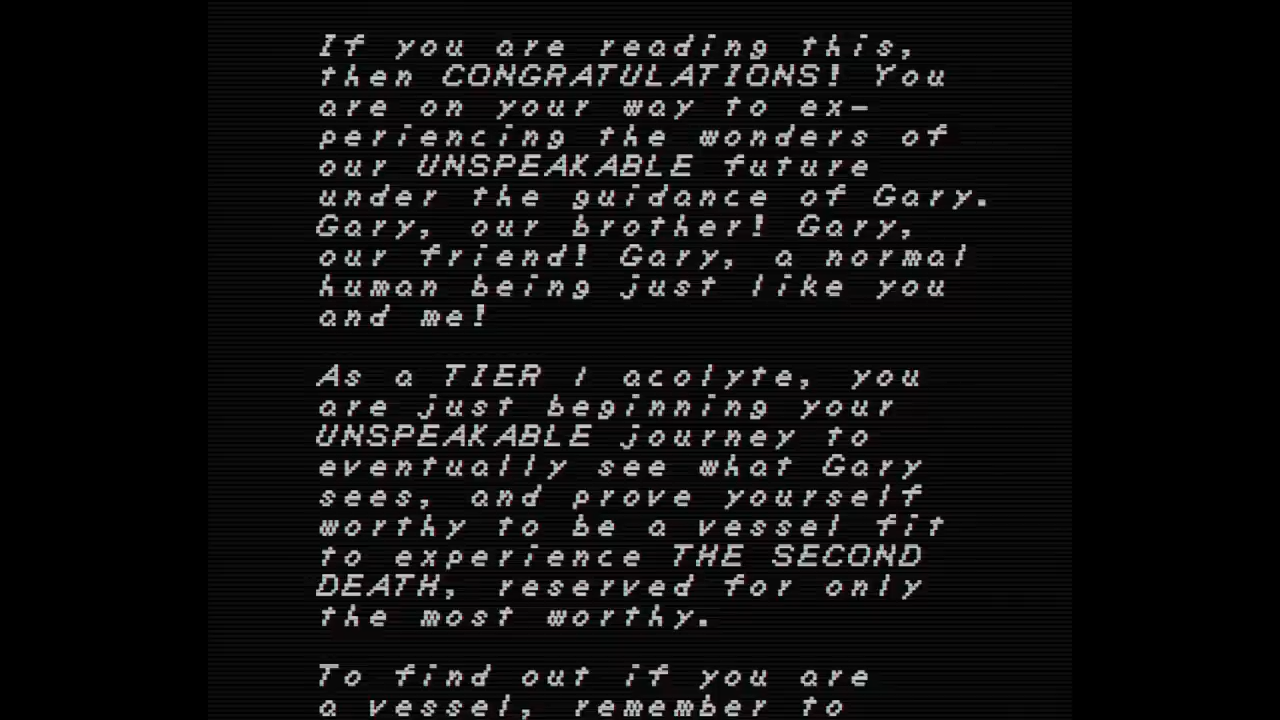 If you are reading this,
then CONGRATULATIONS! You
are on your way to ex-
periencing the wonders of
our UNSPEAKABLE future
under the guidance of Gary.
Gary, our brother! Gary,
our friend! Gary, a normal
human being just like you
and me!
As a TIER 1 acolyte, you
are just beginning your
UNSPEAKABLE journey to
eventually see what Gary
sees, and prove yourself
worthy to be a vessel fit
to experience THE SECOND
DEATH, reserved for only
the most worthy.
To find out if you are
a vessel, remember to